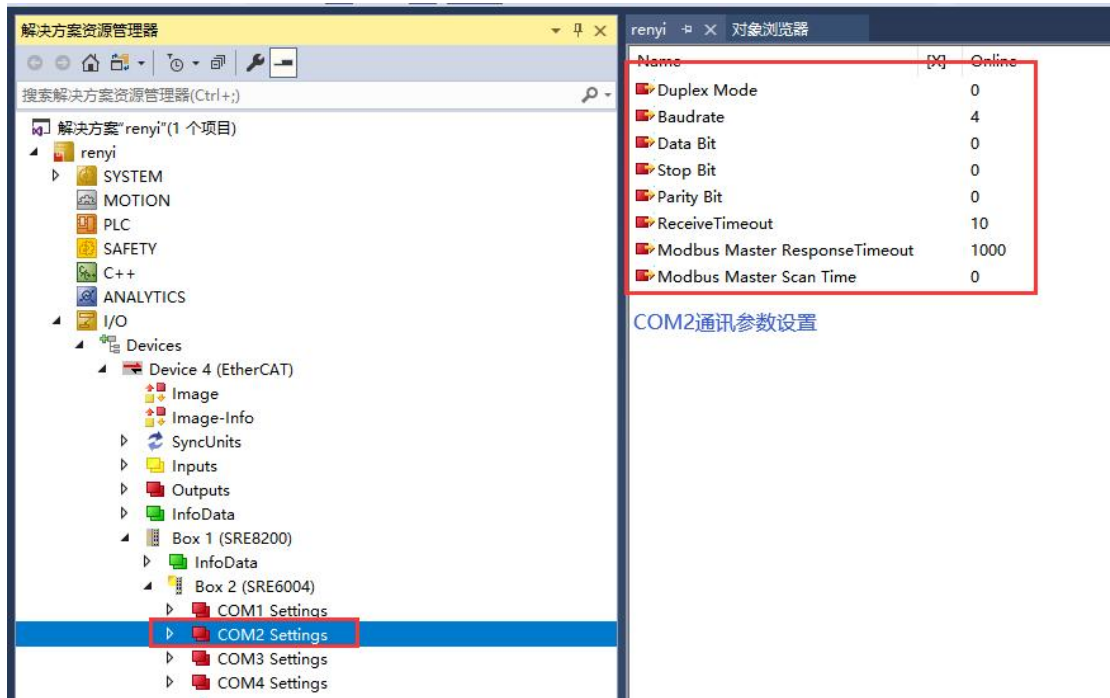 解决方案资源管理器
搜索解决方案资源管理器(Ctrl+;)
解决方案"renyi"(1 个项目)
renyi
SYSTEM
MOTION
PLC
SAFETY
C++
ANALYTICS
I/O
Devices
Device 4 (EtherCAT)
Image
Image-Info
SyncUnits
Inputs
Outputs
InfoData
Box 1 (SRE8200)
InfoData
Box 2 (SRE6004)
COM1 Settings
COM2 Settings
COM3 Settings
COM4 Settings
renyi 对象浏览器
Name [X] Online
Duplex Mode 0
Baudrate 4
Data Bit 0
Stop Bit 0
Parity Bit 0
ReceiveTimeout 10
Modbus Master ResponseTimeout 1000
Modbus Master Scan Time 0
COM2通讯参数设置